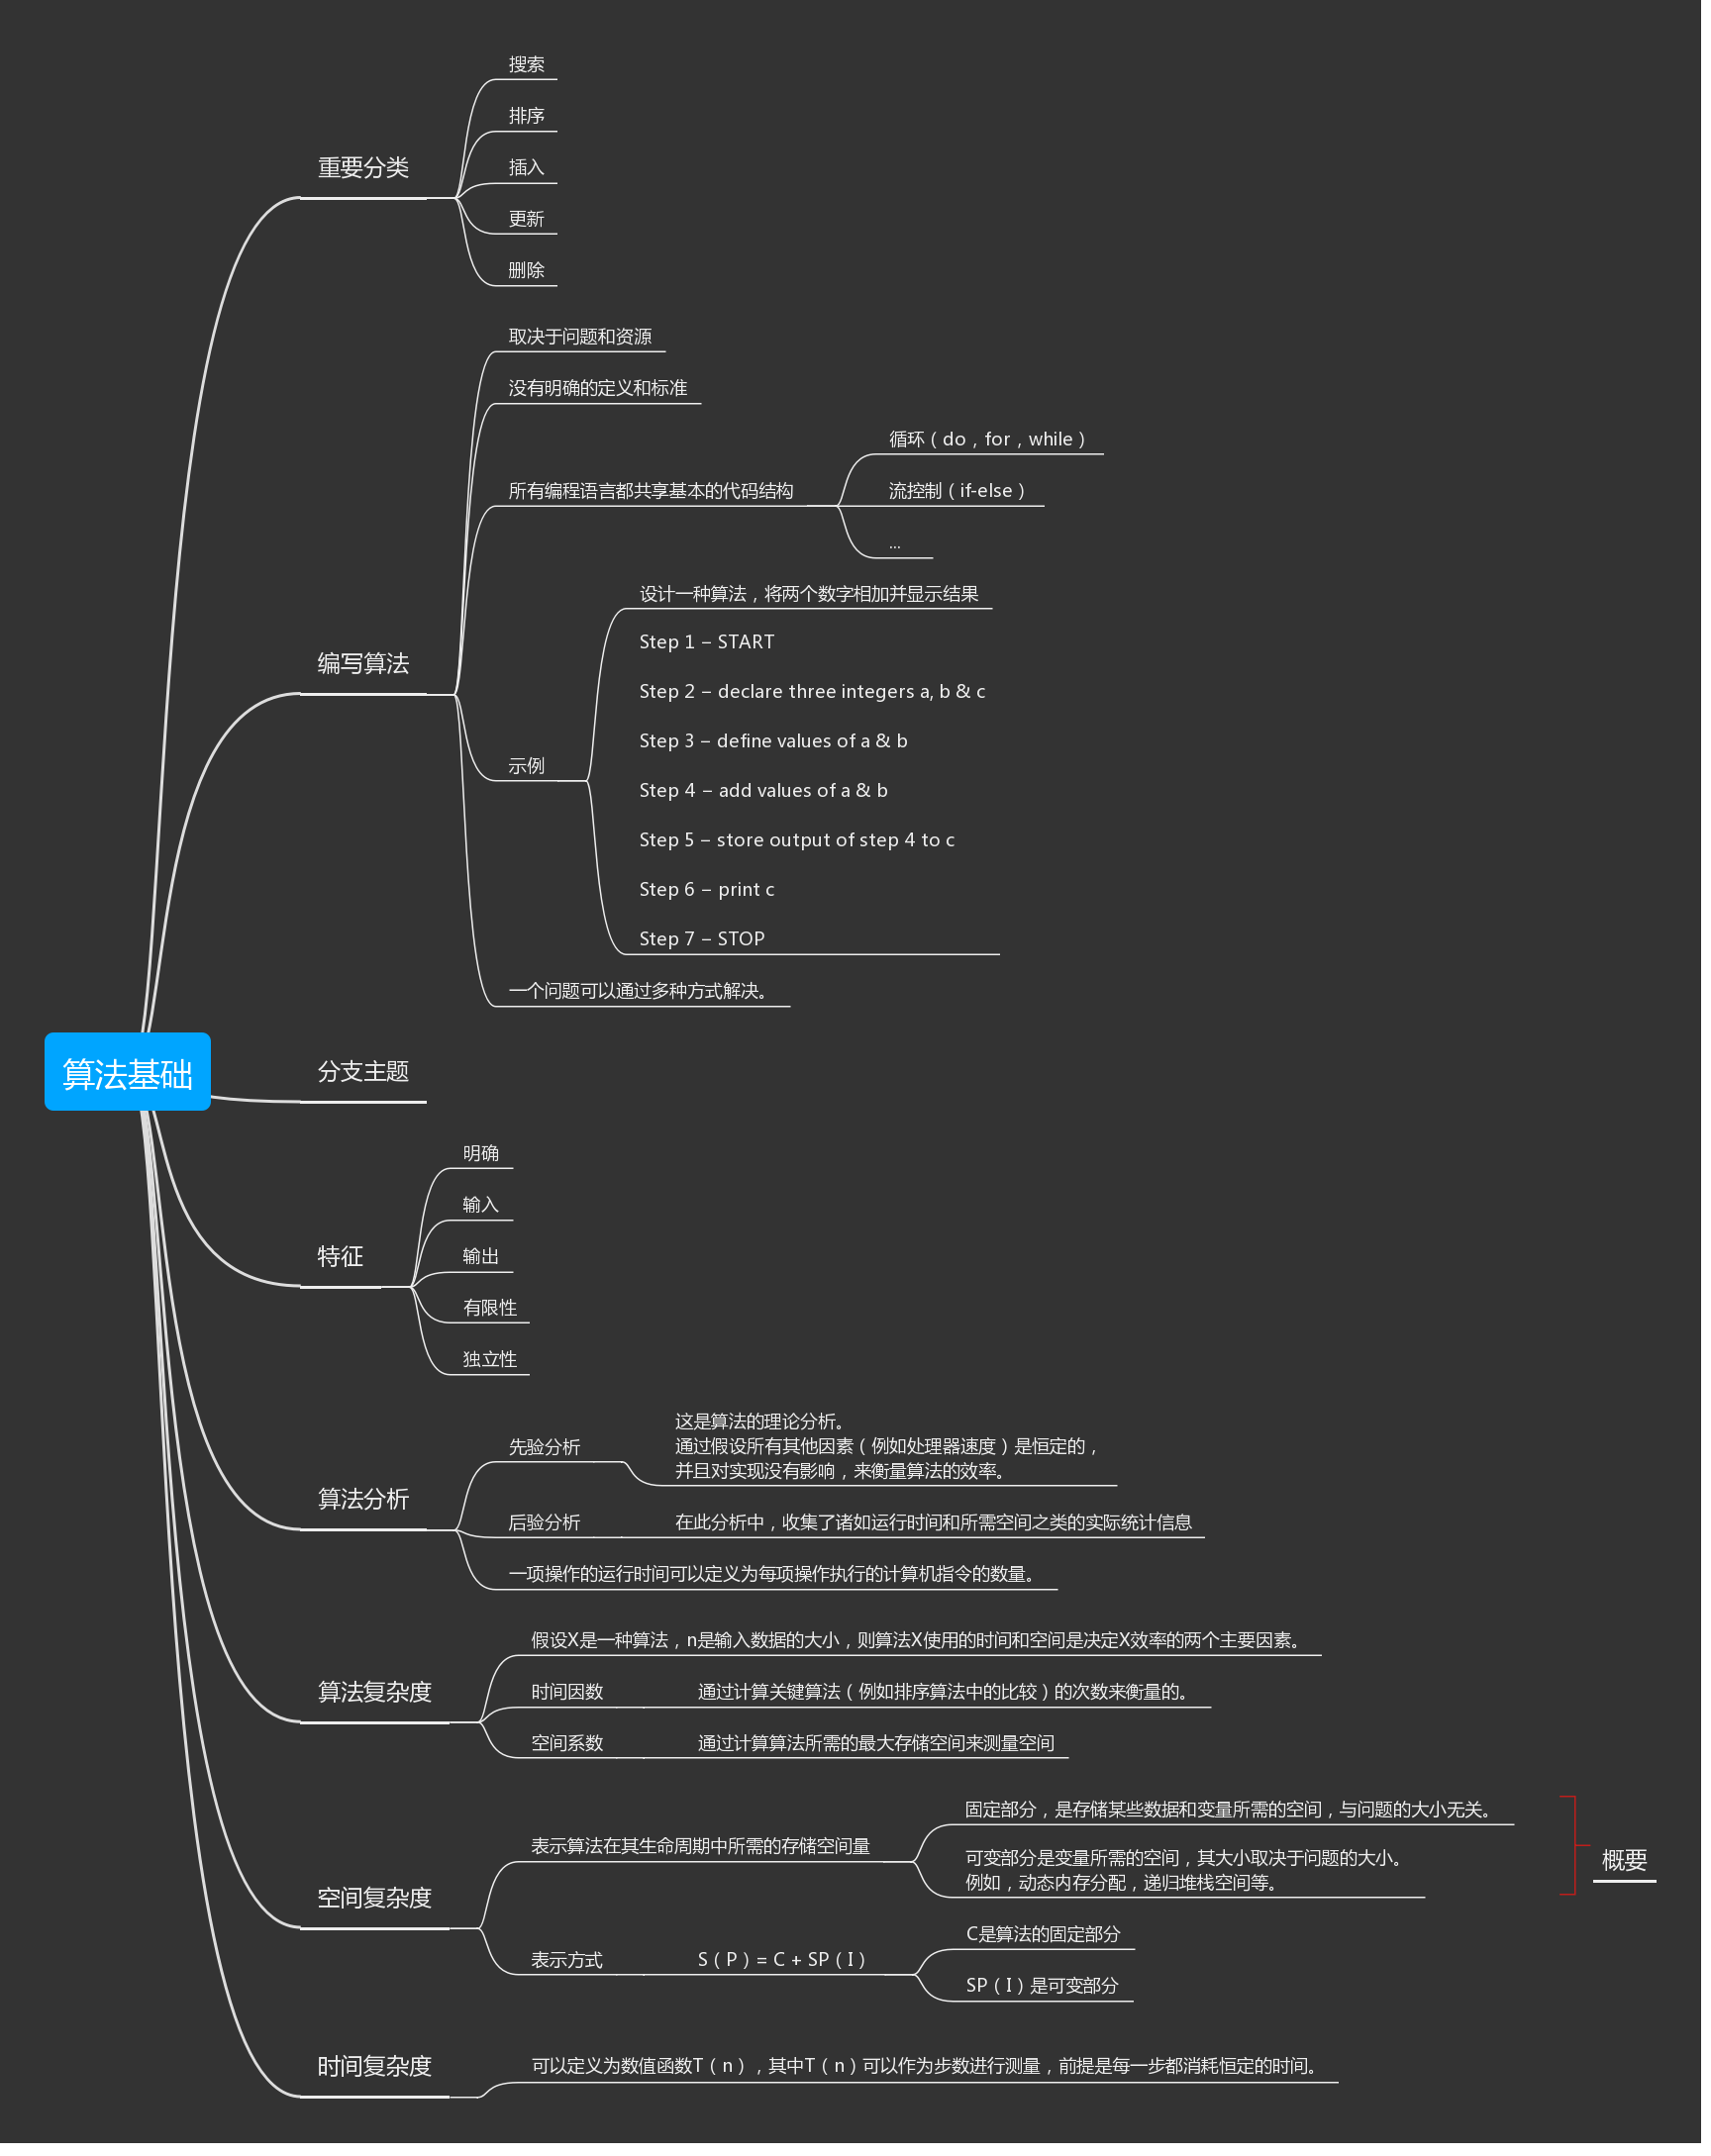 算法基础
重要分类
搜索
排序
插入
更新
删除
编写算法
取决于问题和资源
没有明确的定义和标准
所有编程语言都共享基本的代码结构
循环（do，for，while）
流控制（if-else）
...
示例
设计一种算法，将两个数字相加并显示结果
Step 1 − START
Step 2 − declare three integers a, b & c
Step 3 − define values of a & b
Step 4 − add values of a & b
Step 5 − store output of step 4 to c
Step 6 − print c
Step 7 − STOP
一个问题可以通过多种方式解决。
分支主题
特征
明确
输入
输出
有限性
独立性
算法分析
先验分析
这是算法的理论分析。
通过假设所有其他因素（例如处理器速度）是恒定的，
并且对实现没有影响，来衡量算法的效率。
后验分析
在此分析中，收集了诸如运行时间和所需空间之类的实际统计信息
一项操作的运行时间可以定义为每项操作执行的计算机指令的数量。
算法复杂度
假设X是一种算法，n是输入数据的大小，则算法X使用的时间和空间是决定X效率的两个主要因素。
时间因数
通过计算关键算法（例如排序算法中的比较）的次数来衡量的。
空间系数
通过计算算法所需的最大存储空间来测量空间
空间复杂度
表示算法在其生命周期中所需的存储空间量
固定部分，是存储某些数据和变量所需的空间，与问题的大小无关。
可变部分是变量所需的空间，其大小取决于问题的大小。
例如，动态内存分配，递归堆栈空间等。
概要
表示方式
S（P）= C + SP（I）
C是算法的固定部分
SP（I）是可变部分
时间复杂度
可以定义为数值函数T（n），其中T（n）可以作为步数进行测量，前提是每一步都消耗恒定的时间。